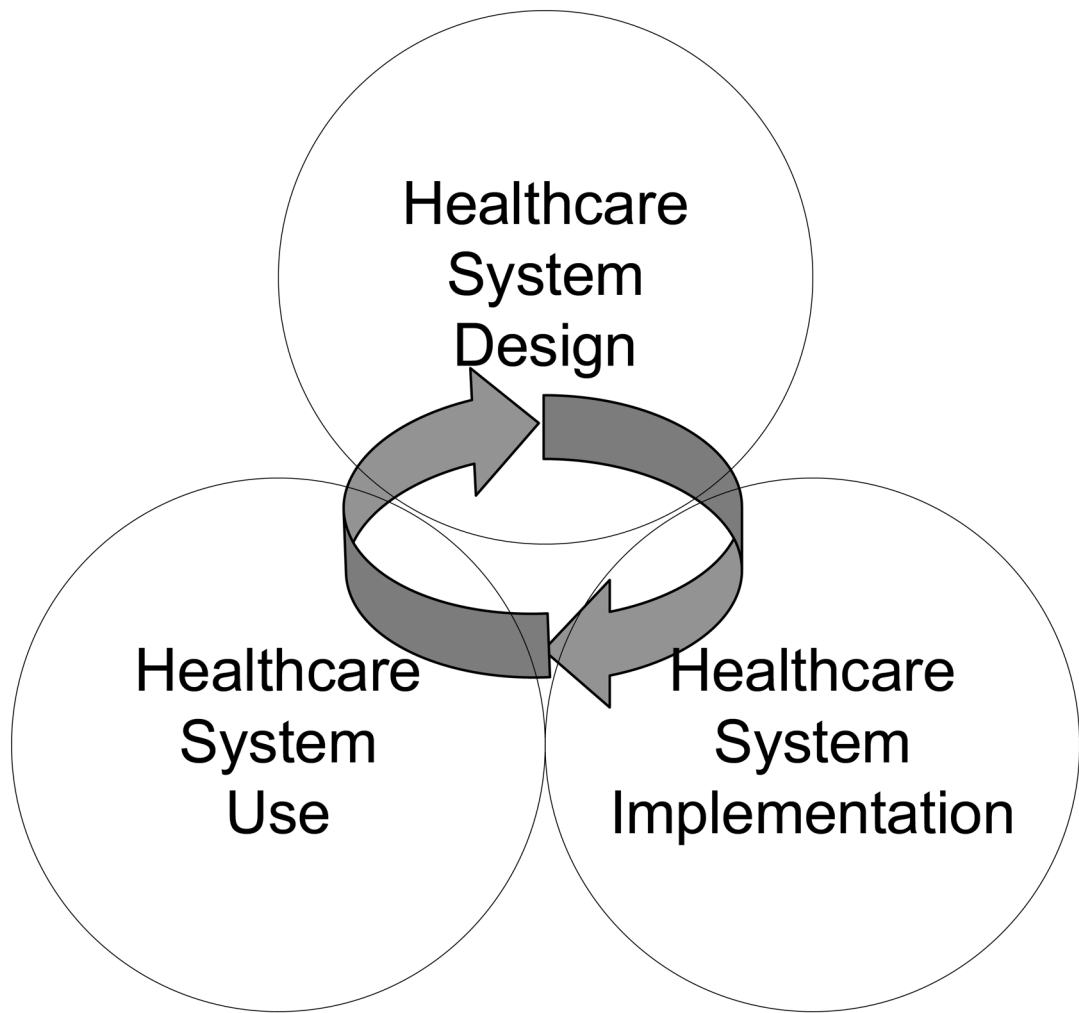 Healthcare
System
Design
Healthcare
System
Use
Healthcare
System
Implementation